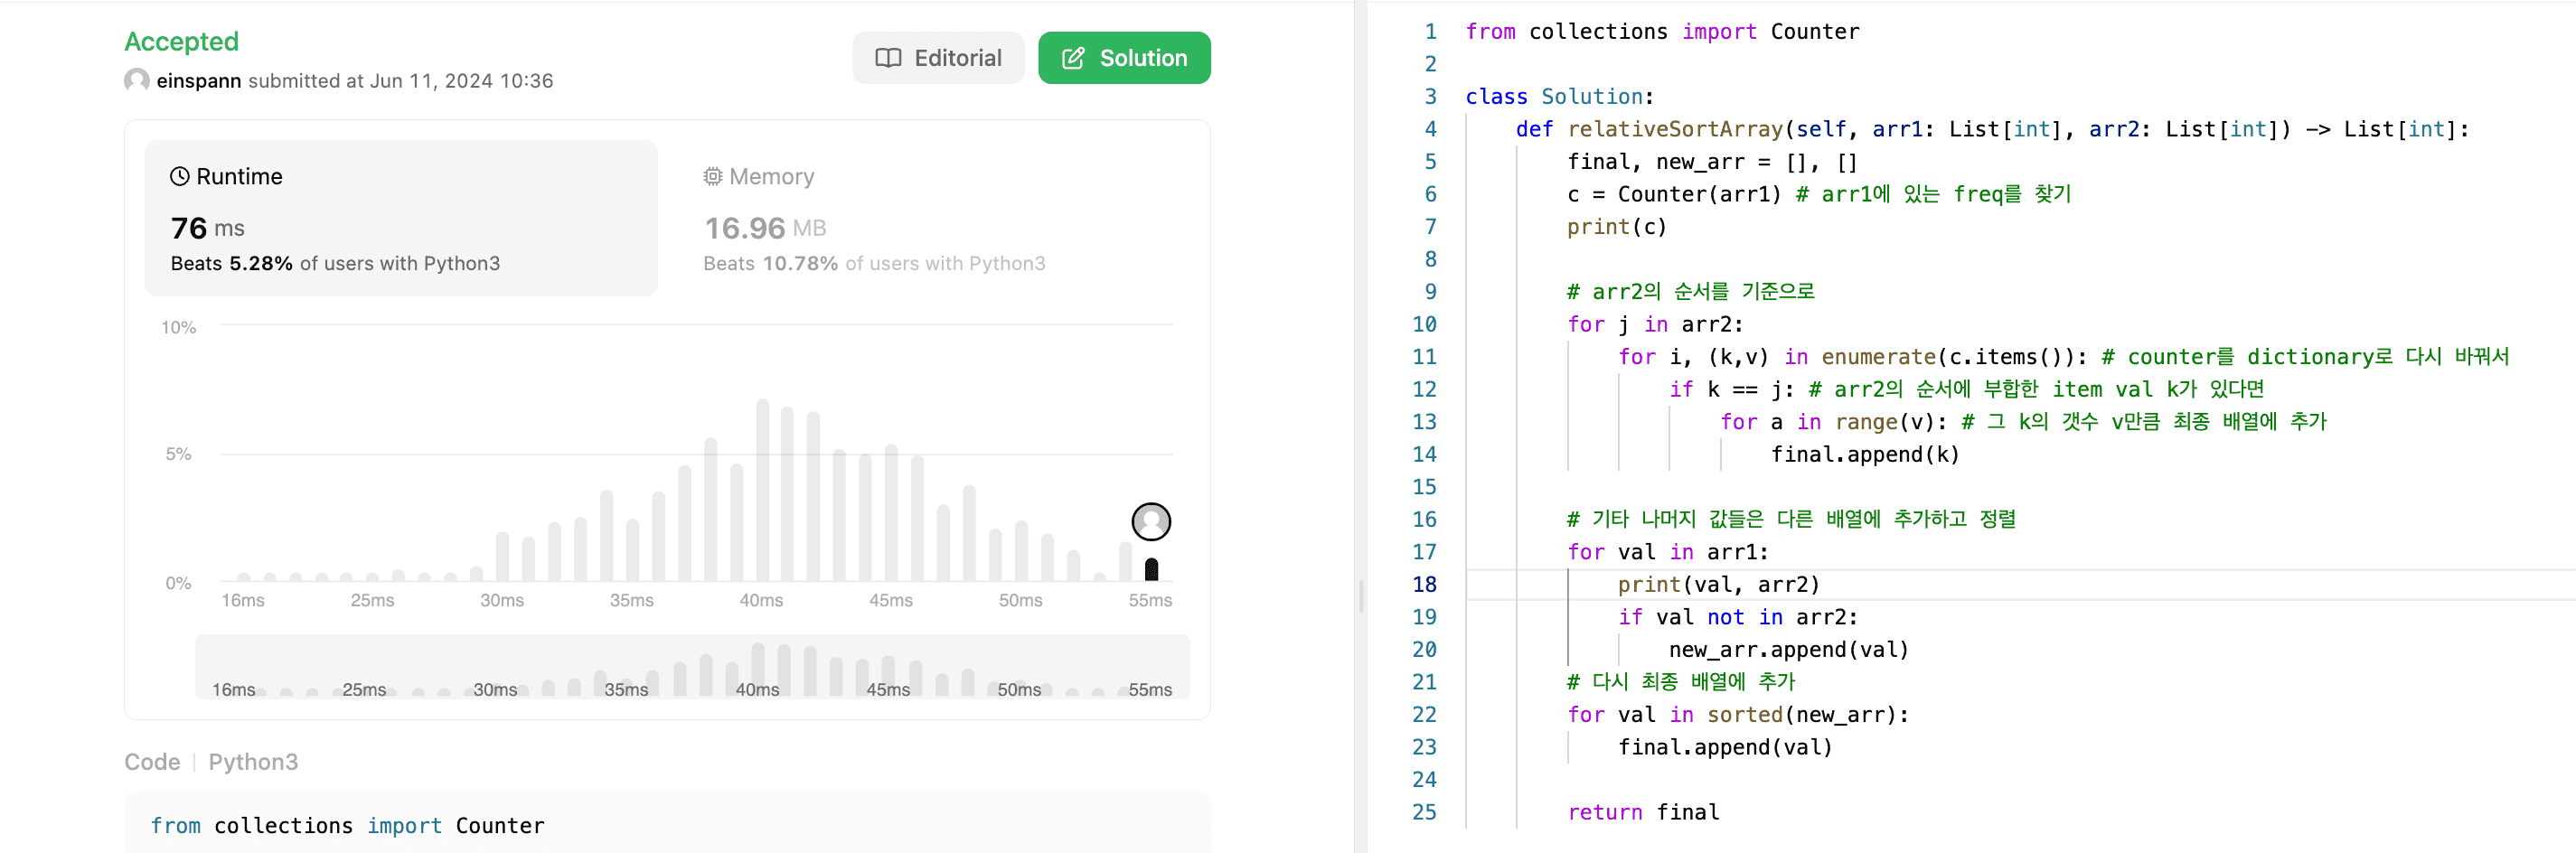 Accepted
einspann submitted at Jun 11, 2024 10:36
Editorial
Solution
Runtime
76 ms
Beats 5.28% of users with Python3
Memory
16.96 MB
Beats 10.78% of users with Python3
10%
5%
0%
16ms 25ms 30ms 35ms 40ms 45ms 50ms 55ms
16ms 25ms 30ms 35ms 40ms 45ms 50ms 55ms
Code | Python3
from collections import Counter
1 from collections import Counter
2
3 class Solution:
4 def relativeSortArray(self, arr1: List[int], arr2: List[int]) -> List[int]:
5 final, new_arr = [], []
6 c = Counter(arr1) # arr1에 있는 freq를 찾기
7 print(c)
8
9 # arr2의 순서를 기준으로
10 for j in arr2:
11 for i, (k,v) in enumerate(c.items()): # counter를 dictionary로 다시 바꿔서
12 if k == j: # arr2의 순서에 부합한 item val k가 있다면
13 for a in range(v): # 그 k의 갯수 v만큼 최종 배열에 추가
14 final.append(k)
15
16 # 기타 나머지 값들은 다른 배열에 추가하고 정렬
17 for val in arr1:
18 print(val, arr2)
19 if val not in arr2:
20 new_arr.append(val)
21 # 다시 최종 배열에 추가
22 for val in sorted(new_arr):
23 final.append(val)
24
25 return final